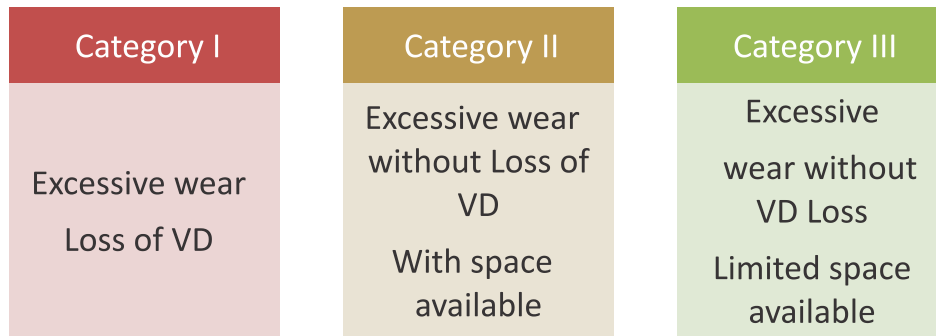 Category I
Excessive wear
Loss of VD
Category II
Excessive wear
without Loss of
VD
With space
available
Category III
Excessive
wear without
VD Loss
Limited space
available